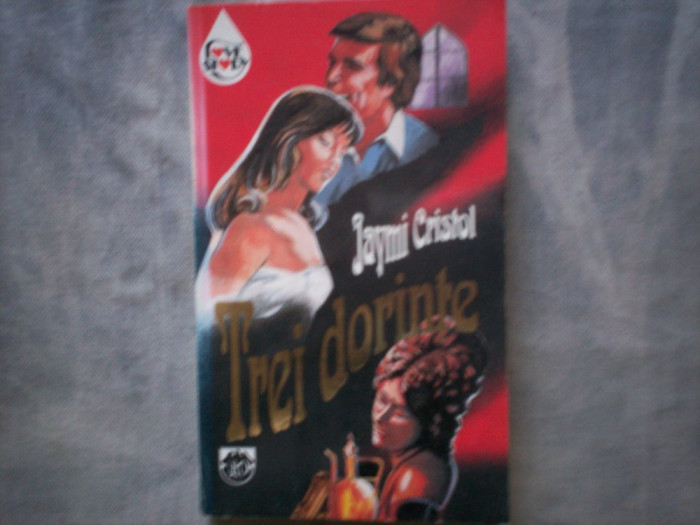 LOVE
STORY
Jaymi Cristol
Trei dorinte